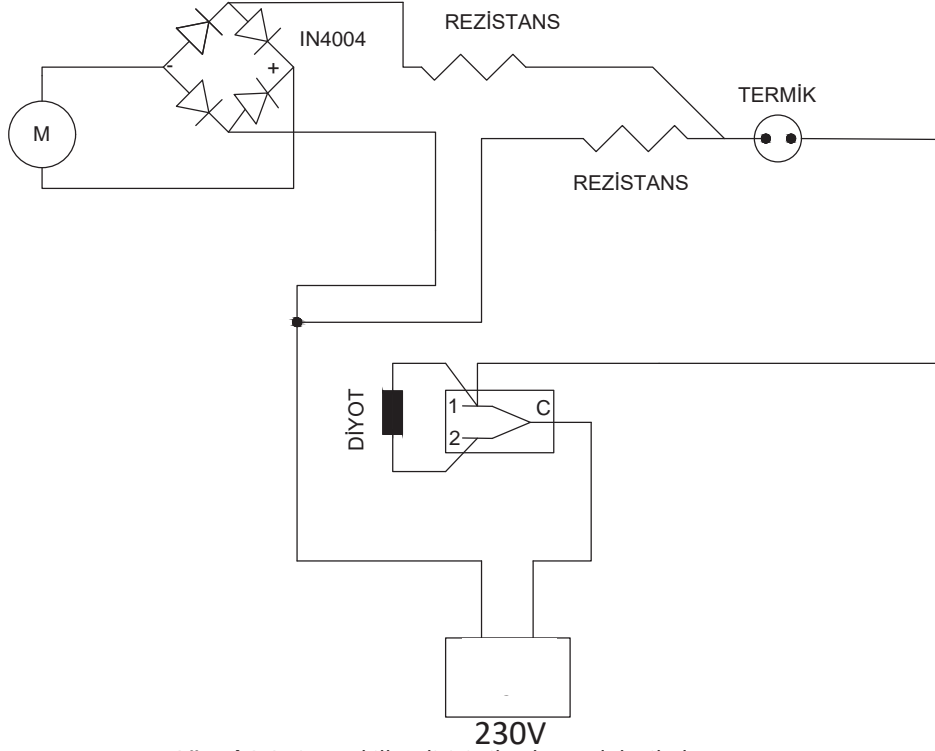 REZİSTANS
IN4004
- +
TERMİK
M
REZİSTANS
DİYOT
1 C
2
-
230V